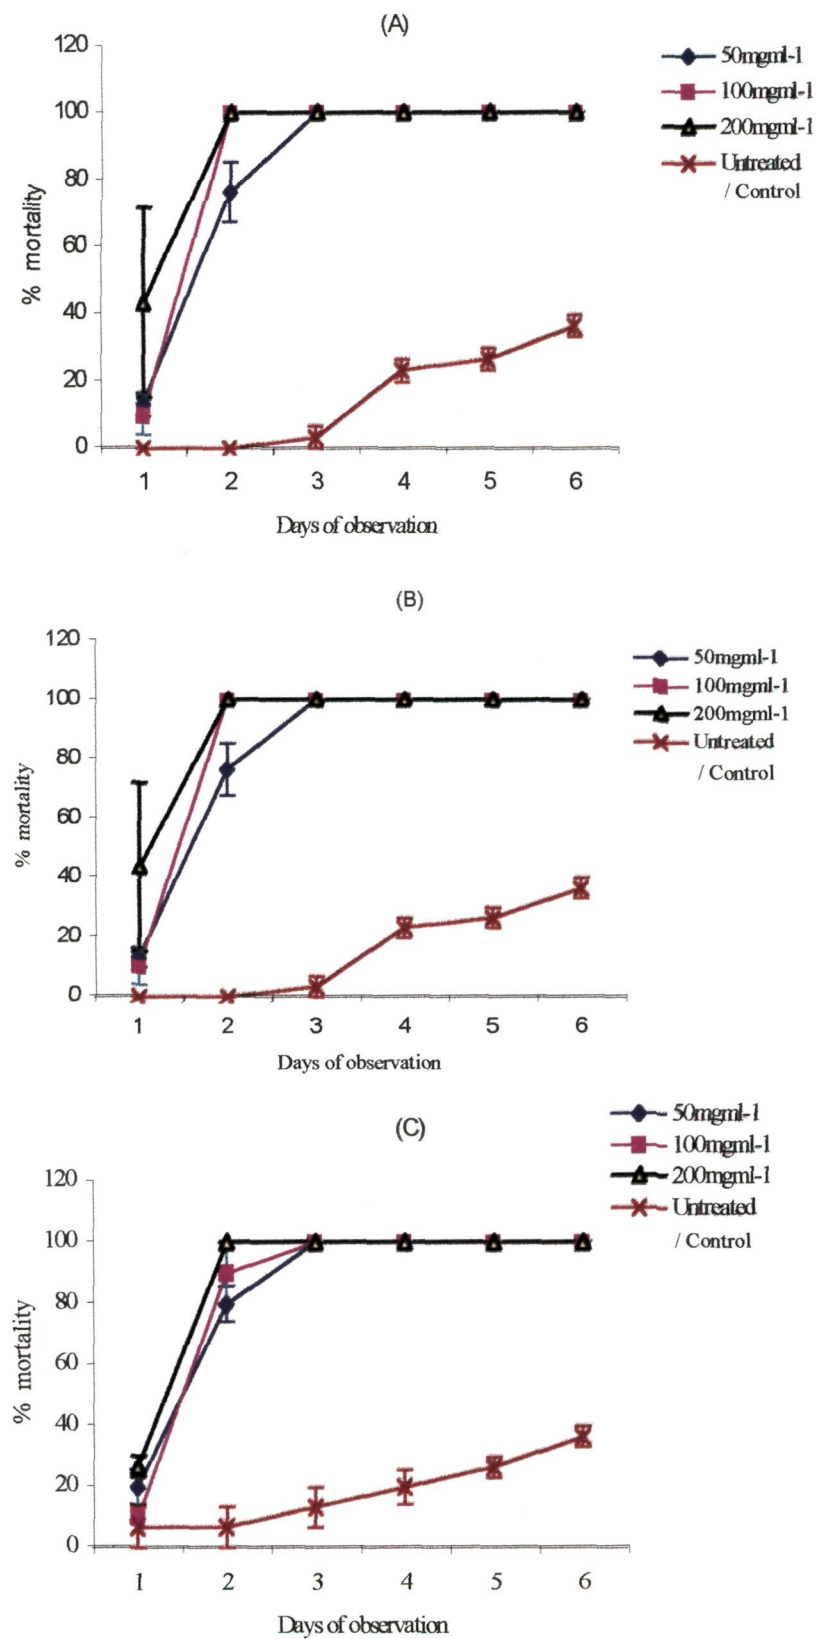 (A)
120
100
80
60
40
20
0
% mortality
1 2 3 4 5 6
Days of observation
50mgml-1
100mgml-1
200mgml-1
Untreated
/ Control
(B)
120
100
80
60
40
20
0
% mortality
1 2 3 4 5 6
Days of observation
50mgml-1
100mgml-1
200mgml-1
Untreated
/ Control
(C)
120
100
80
60
40
20
0
% mortality
1 2 3 4 5 6
Days of observation
50mgml-1
100mgml-1
200mgml-1
Untreated
/ Control